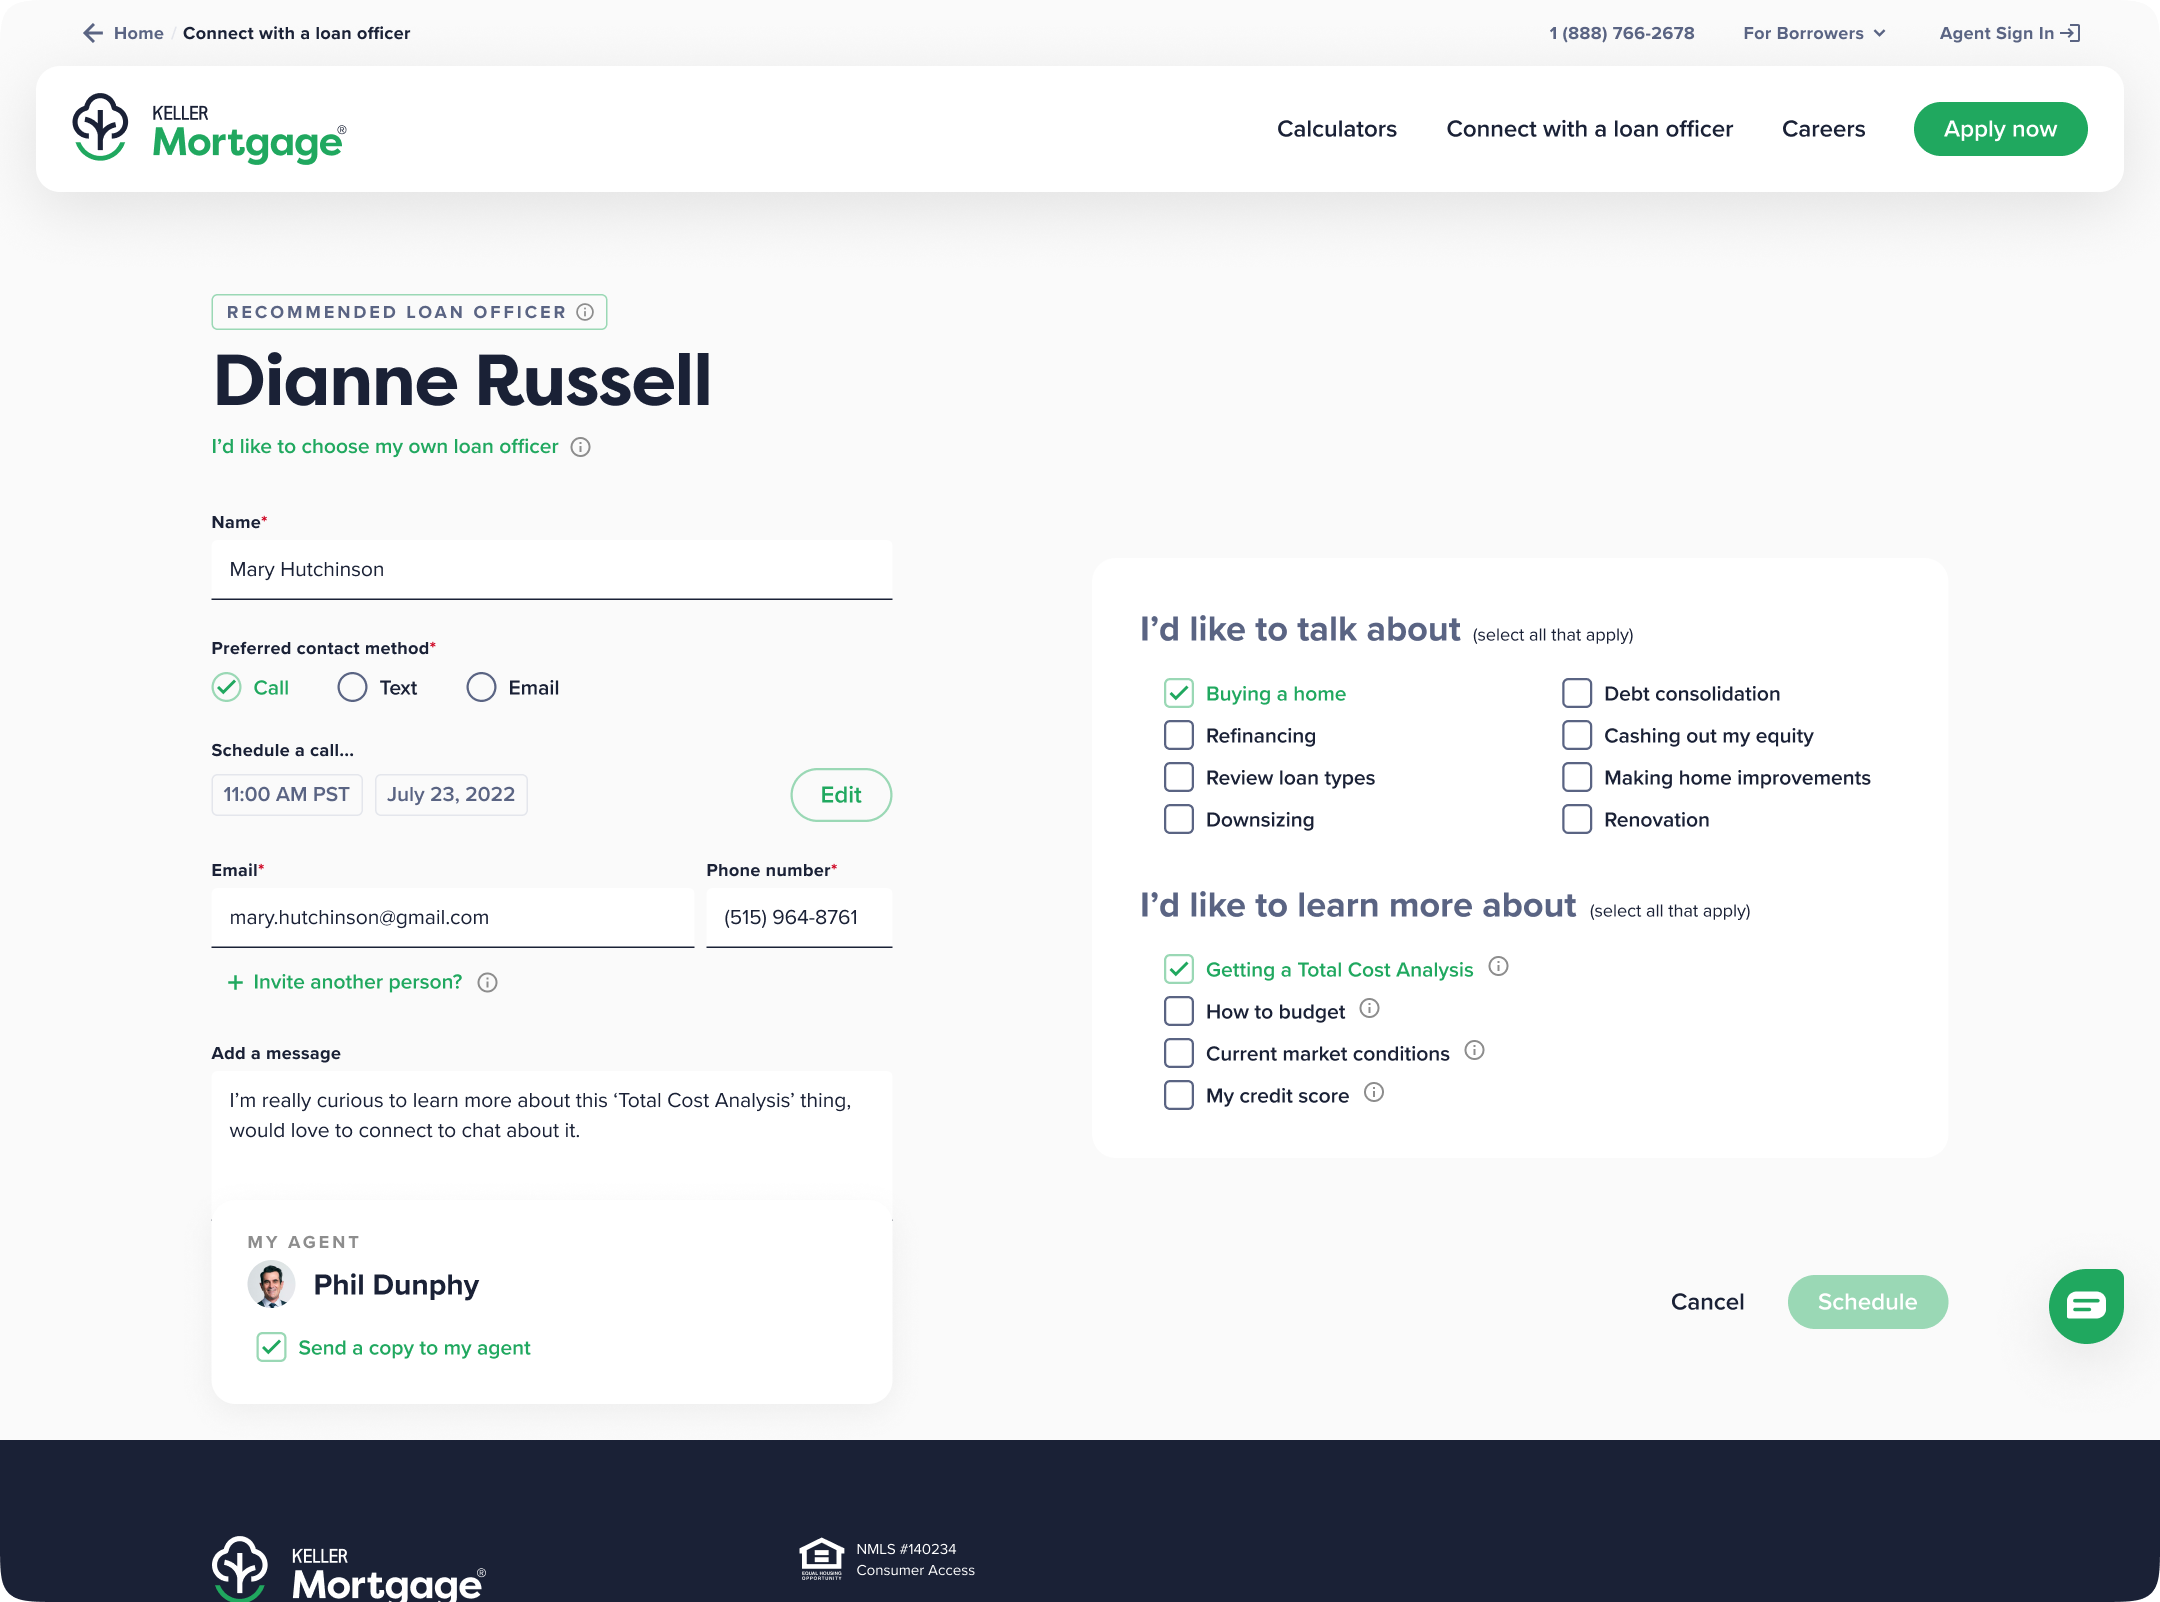 Home / Connect with a loan officer
1 (888) 766-2678
For Borrowers
Agent Sign In
KELLER
Mortgage®
Calculators
Connect with a loan officer
Careers
Apply now
RECOMMENDED LOAN OFFICER
Dianne Russell
I’d like to choose my own loan officer
Name*
Mary Hutchinson
Preferred contact method*
Call
Text
Email
Schedule a call...
11:00 AM PST
July 23, 2022
Edit
Email*
Phone number*
mary.hutchinson@gmail.com
(515) 964-8761
+ Invite another person?
Add a message
I’m really curious to learn more about this ‘Total Cost Analysis’ thing,
would love to connect to chat about it.
MY AGENT
Phil Dunphy
Send a copy to my agent
I’d like to talk about (select all that apply)
Buying a home
Refinancing
Review loan types
Downsizing
Debt consolidation
Cashing out my equity
Making home improvements
Renovation
I’d like to learn more about (select all that apply)
Getting a Total Cost Analysis
How to budget
Current market conditions
My credit score
Cancel
Schedule
KELLER
Mortgage®
EQUAL HOUSING
OPPORTUNITY
NMLS #140234
Consumer Access